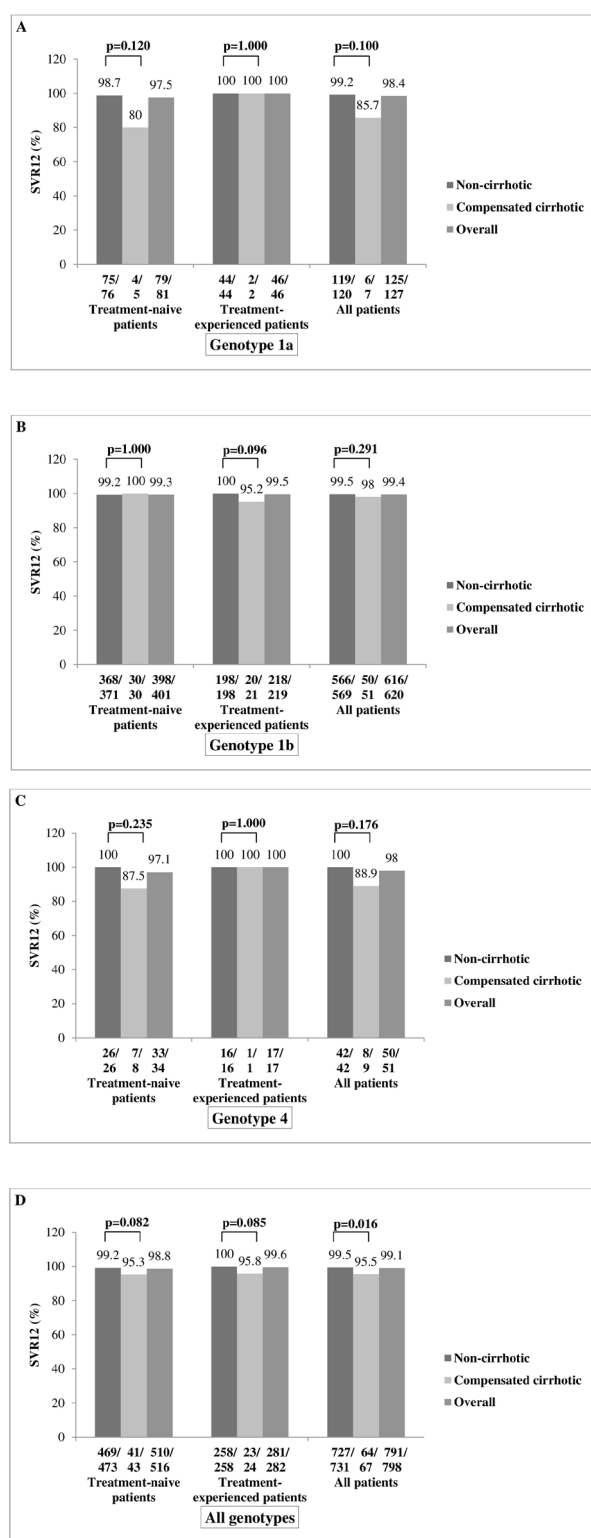 A
p=0.120 p=1.000 p=0.100
120
98.7 97.5 100 100 100 99.2 98.4
100
85.7
80
80
60
40
20
0
SVR12 (%)
Non-cirrhotic
Compensated cirrhotic
Overall
75/ 4/ 79/ 44/ 2/ 46/ 119/ 6/ 125/
76 5 81 44 2 46 120 7 127
Treatment-naive Treatment- All patients
patients experienced patients
Genotype 1a
B
p=1.000 p=0.096 p=0.291
120
99.2 100 99.3 100 95.2 99.5 99.5 98 99.4
100
80
60
40
20
0
SVR12 (%)
Non-cirrhotic
Compensated cirrhotic
Overall
368/ 30/ 398/ 198/ 20/ 218/ 566/ 50/ 616/
371 30 401 198 21 219 569 51 620
Treatment-naive Treatment- All patients
patients experienced patients
Genotype 1b
C
p=0.235 p=1.000 p=0.176
120
100 97.1 100 100 100 100 98
100
87.5 88.9
80
60
40
20
0
SVR12 (%)
Non-cirrhotic
Compensated cirrhotic
Overall
26/ 7/ 33/ 16/ 1/ 17/ 42/ 8/ 50/
26 8 34 16 1 17 42 9 51
Treatment-naive Treatment- All patients
patients experienced patients
Genotype 4
D
p=0.082 p=0.085 p=0.016
120
99.2 95.3 98.8 100 95.8 99.6 99.5 95.5 99.1
100
80
60
40
20
0
SVR12 (%)
Non-cirrhotic
Compensated cirrhotic
Overall
469/ 41/ 510/ 258/ 23/ 281/ 727/ 64/ 791/
473 43 516 258 24 282 731 67 798
Treatment-naive Treatment- All patients
patients experienced patients
All genotypes